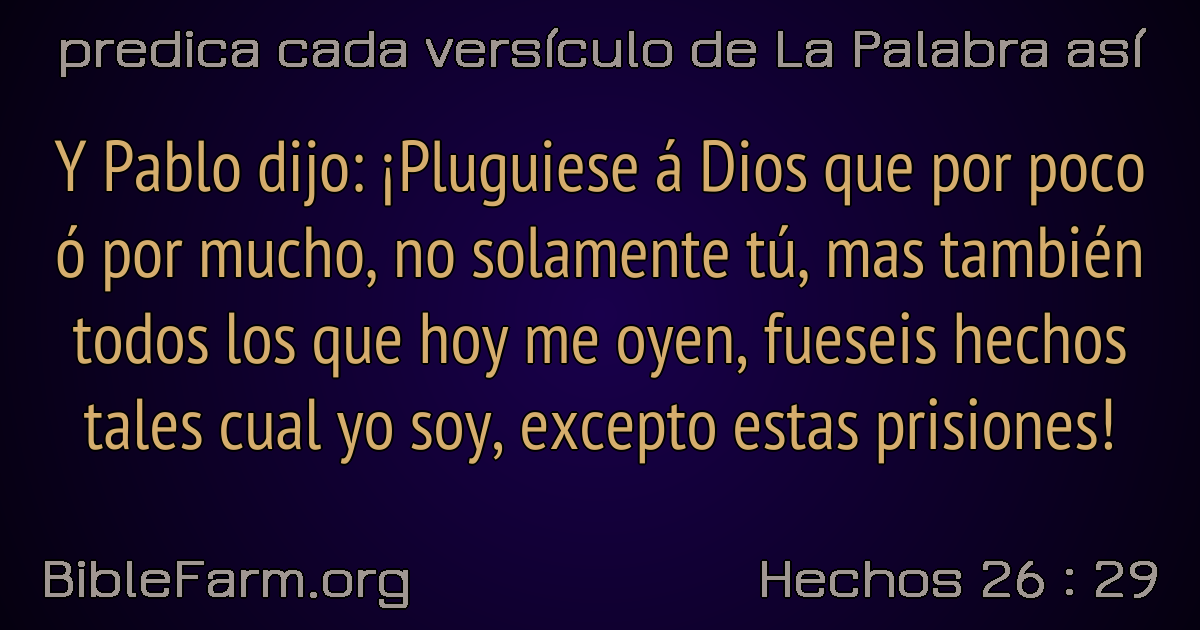 predica cada versículo de La Palabra así
Y Pablo dijo: ¡Pluguiese á Dios que por poco
ó por mucho, no solamente tú, mas también
todos los que hoy me oyen, fueseis hechos
tales cual yo soy, excepto estas prisiones!
BibleFarm.org
Hechos 26 : 29